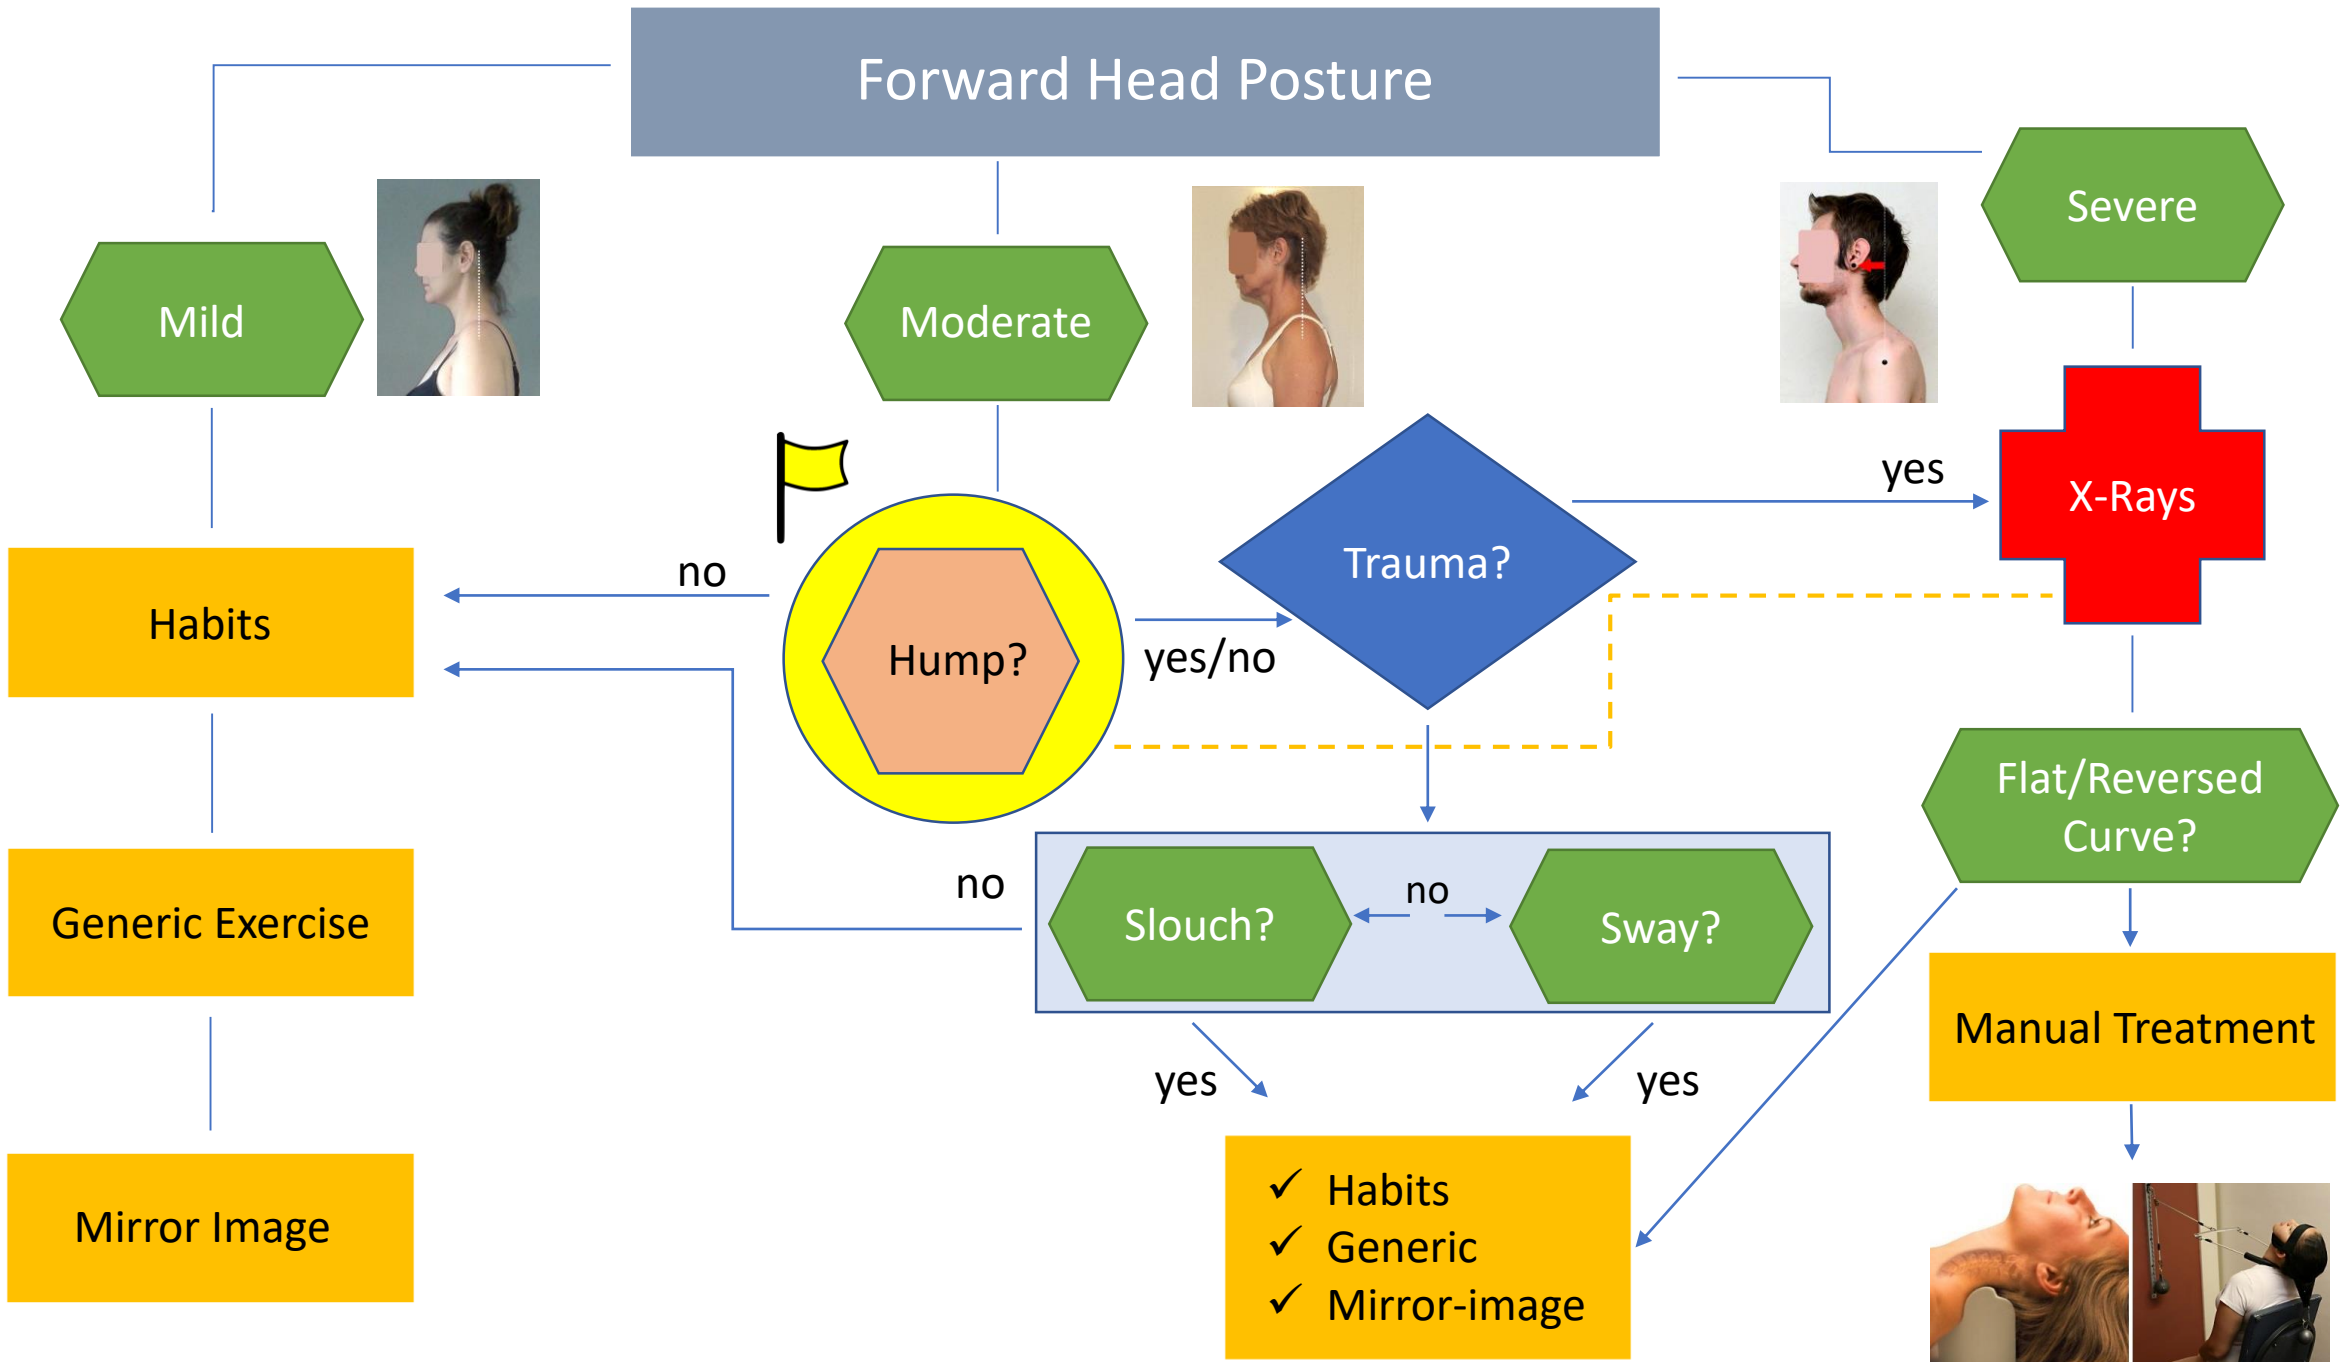 Forward Head Posture
Severe
Mild
Moderate
yes
X-Rays
Trauma?
no
Habits
Hump?
yes/no
Flat/Reversed
Curve?
no
no
Generic Exercise
Slouch?
Sway?
Manual Treatment
yes
yes
✓ Habits
✓ Generic
✓ Mirror-image
Mirror Image